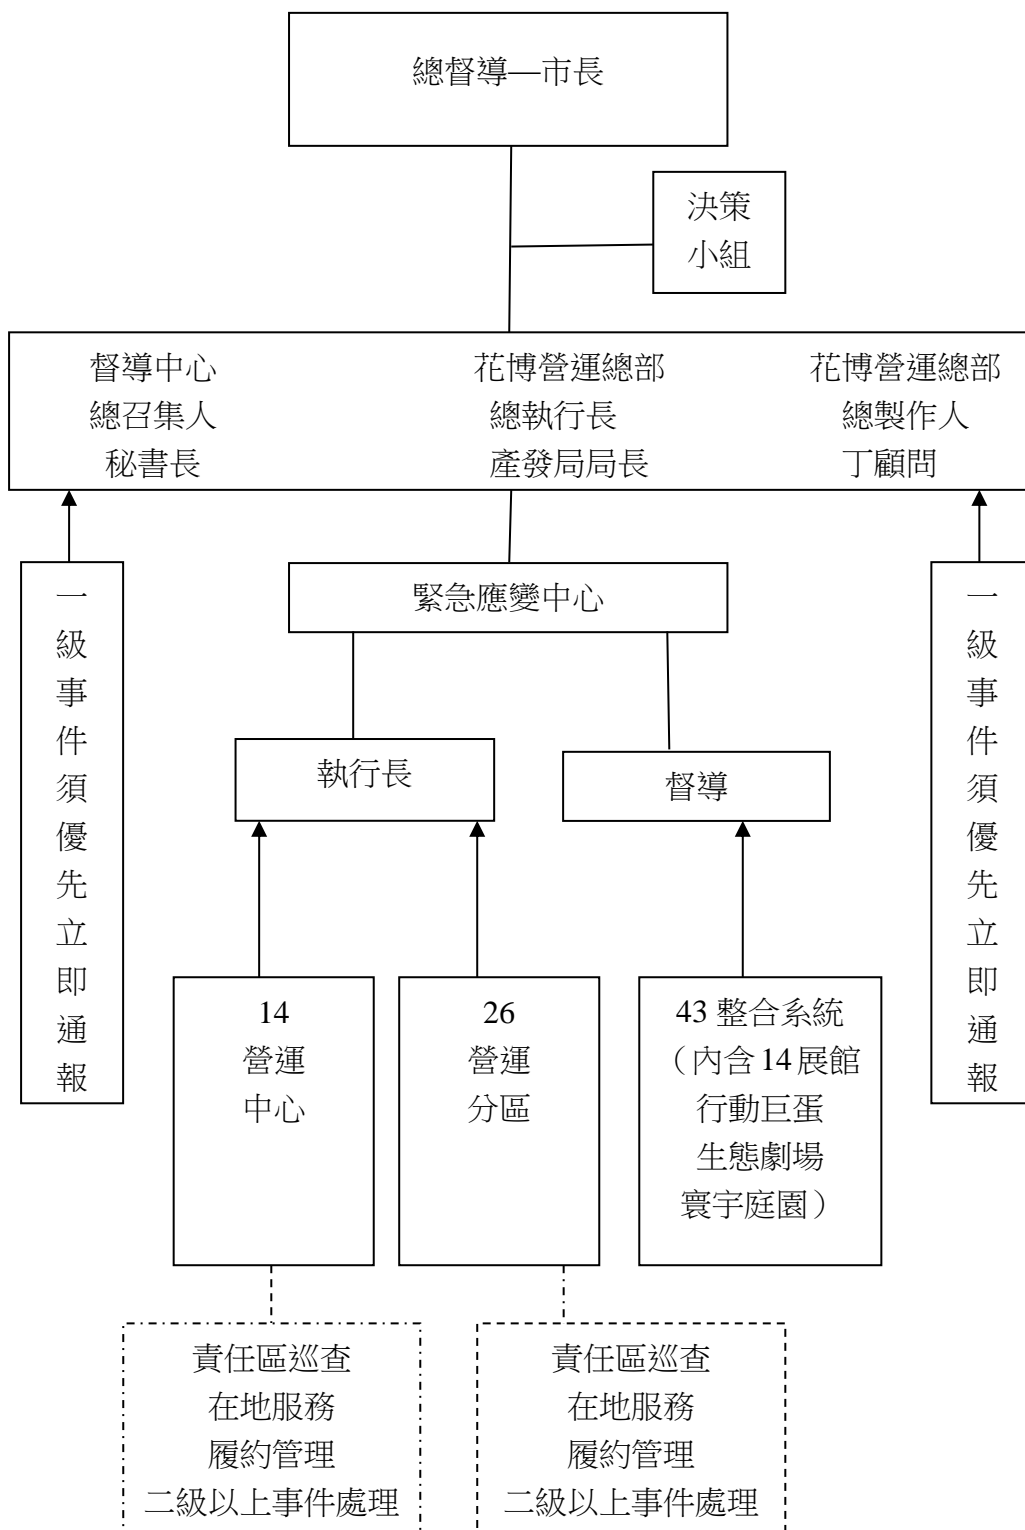 總督導—市長
決策
小組
督導中心
總召集人
秘書長
花博營運總部
總執行長
產發局局長
花博營運總部
總製作人
丁顧問
一級事件須優先立即通報
緊急應變中心
一級事件須優先立即通報
執行長
督導
14
營運
中心
26
營運
分區
43 整合系統
（內含 14 展館
行動巨蛋
生態劇場
寰宇庭園）
責任區巡查
在地服務
履約管理
二級以上事件處理
責任區巡查
在地服務
履約管理
二級以上事件處理